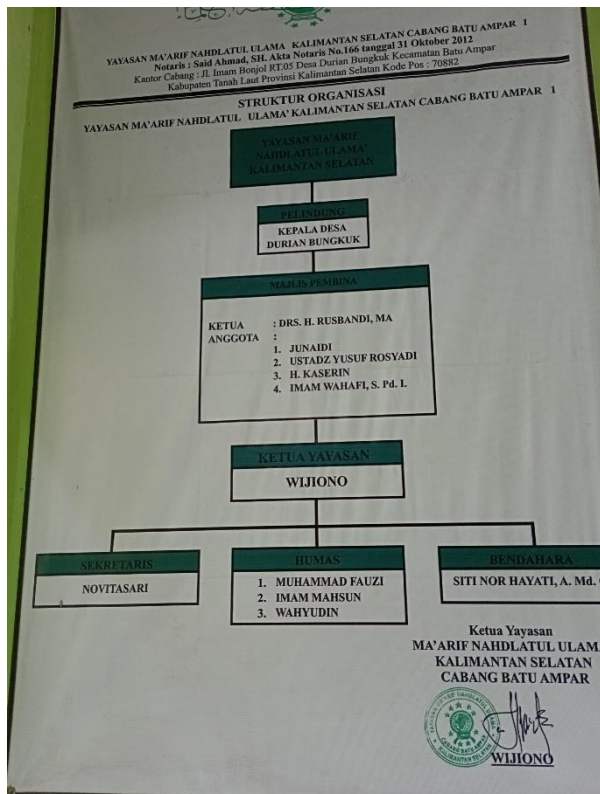 YAYASAN MA'ARIF NAHDLATUL ULAMA KALIMANTAN SELATAN CABANG BATU AMPAR 1
Notaris : Said Ahmad, SH. Akta Notaris No.166 tanggal 31 Oktober 2012
Kantor Cabang : Jl. Imam Bonjol RT.05 Desa Durian Bungkuk Kecamatan Batu Ampar
Kabupaten Tanah Laut Provinsi Kalimantan Selatan Kode Pos : 70882
STRUKTUR ORGANISASI
YAYASAN MA'ARIF NAHDLATUL ULAMA' KALIMANTAN SELATAN CABANG BATU AMPAR 1
YAYASAN MA'ARIF
NAHDLATUL ULAMA'
KALIMANTAN SELATAN
PELINDUNG
KEPALA DESA
DURIAN BUNGKUK
MAJLIS PEMBINA
KETUA : DRS. H. RUSBANDI, MA
ANGGOTA :
1. JUNAIDI
2. USTADZ YUSUF ROSYADI
3. H. KASERIN
4. IMAM WAHAFI, S. Pd. I.
KETUA YAYASAN
WIJIONO
SEKRETARIS
NOVITASARI
HUMAS
1. MUHAMMAD FAUZI
2. IMAM MAHSUN
3. WAHYUDIN
BENDAHARA
SITI NOR HAYATI, A. Md.
Ketua Yayasan
MA'ARIF NAHDLATUL ULAM
KALIMANTAN SELATAN
CABANG BATU AMPAR
CABANG BATU AMPAR
KALIMANTAN SELATAN
WIJIONO